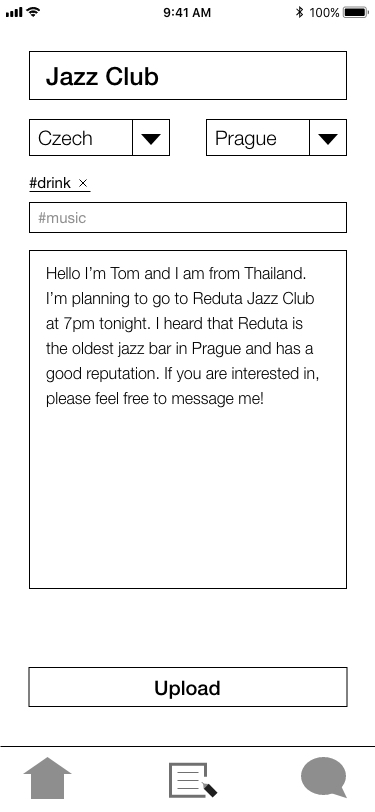 9:41 AM
100%
Jazz Club
Czech
Prague
#drink ×
#music
Hello I’m Tom and I am from Thailand.
I’m planning to go to Reduta Jazz Club
at 7pm tonight. I heard that Reduta is
the oldest jazz bar in Prague and has a
good reputation. If you are interested in,
please feel free to message me!
Upload